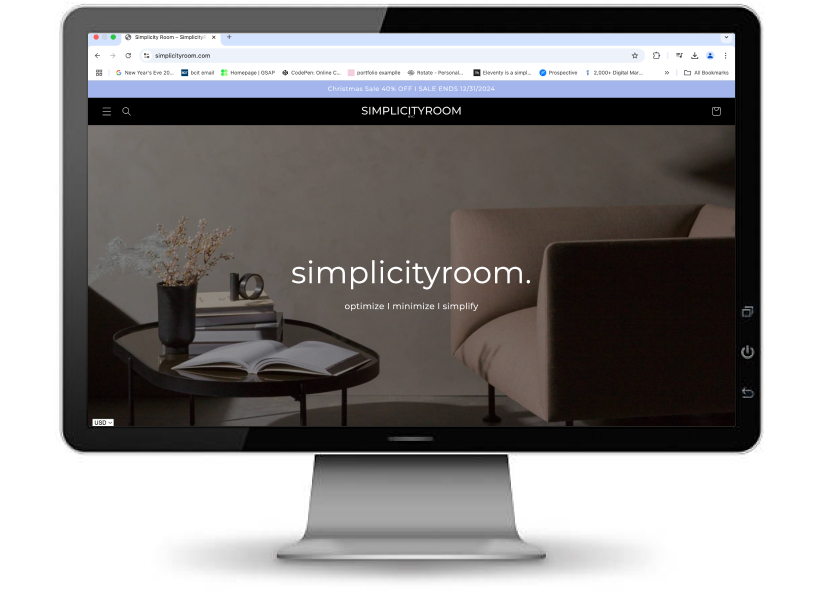 Simplicity Room – Simplicity
simplicityroom.com
New Year's Eve 20... bcit email Homepage | GSAP CodePen: Online C... portfolio example Rotate - Personal... Eleventy is a simpl... Prospective 2,000+ Digital Mar... » All Bookmarks
Christmas Sale 40% OFF I SALE ENDS 12/31/2024
SIMPLICITYROOM
simplicityroom.
optimize I minimize I simplify
USD